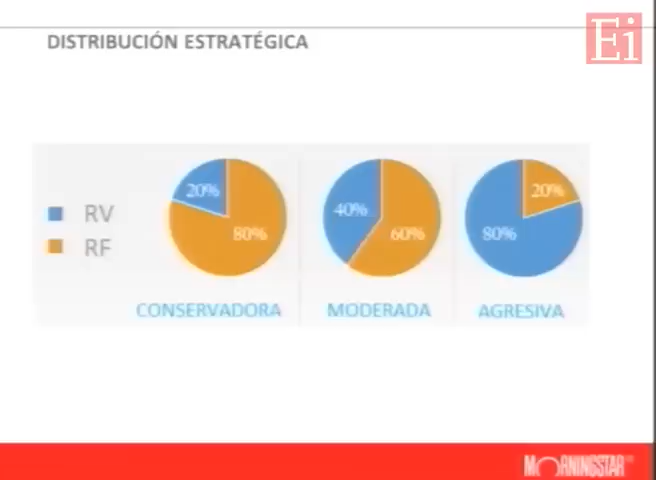 Ei
DISTRIBUCIÓN ESTRATÉGICA
RV
RF
20%
80%
40%
60%
20%
80%
CONSERVADORA
MODERADA
AGRESIVA
MORNINGSTAR